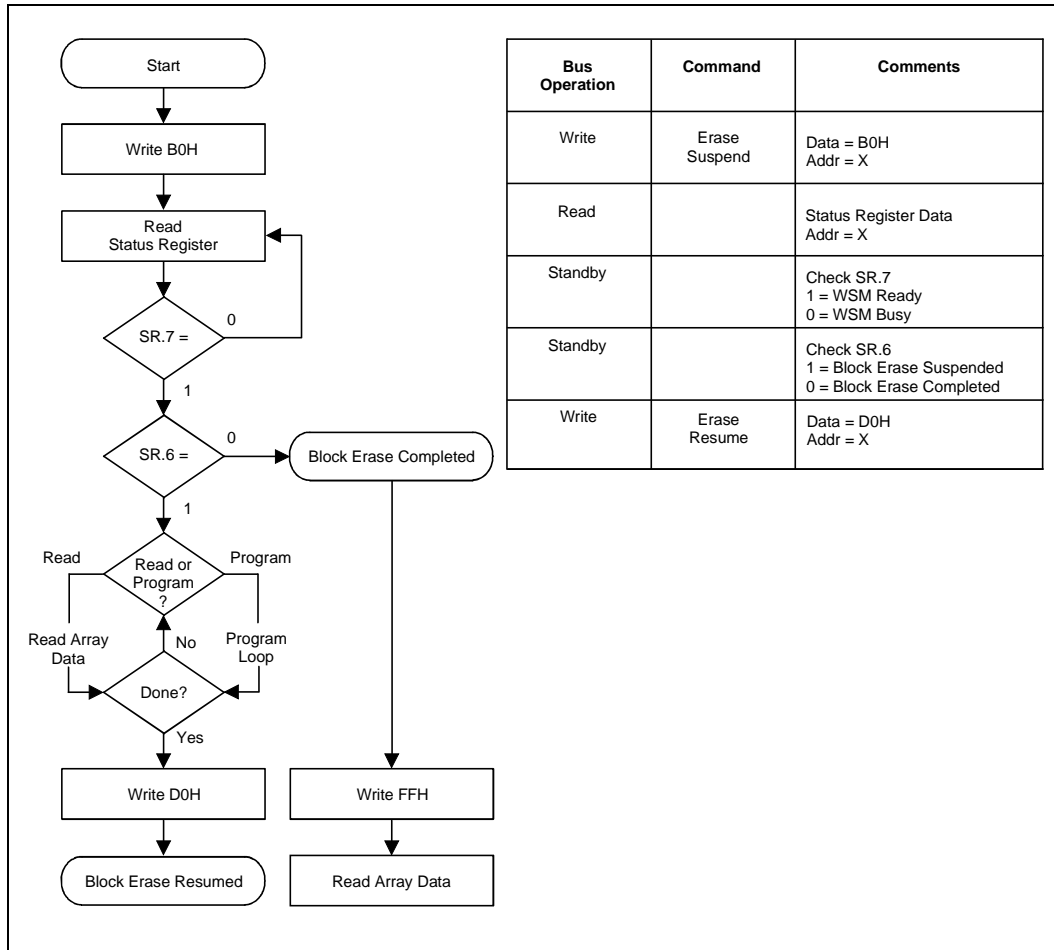 Start
Write B0H
Read
Status Register
SR.7 =
0
1
SR.6 =
0
Block Erase Completed
1
Read or
Program
?
Read
Program
Read Array
Data
No
Program
Loop
Done?
Yes
Write D0H
Write FFH
Block Erase Resumed
Read Array Data
Bus
Operation
Command
Comments
Write
Erase
Suspend
Data = B0H
Addr = X
Read
Status Register Data
Addr = X
Standby
Check SR.7
1 = WSM Ready
0 = WSM Busy
Standby
Check SR.6
1 = Block Erase Suspended
0 = Block Erase Completed
Write
Erase
Resume
Data = D0H
Addr = X